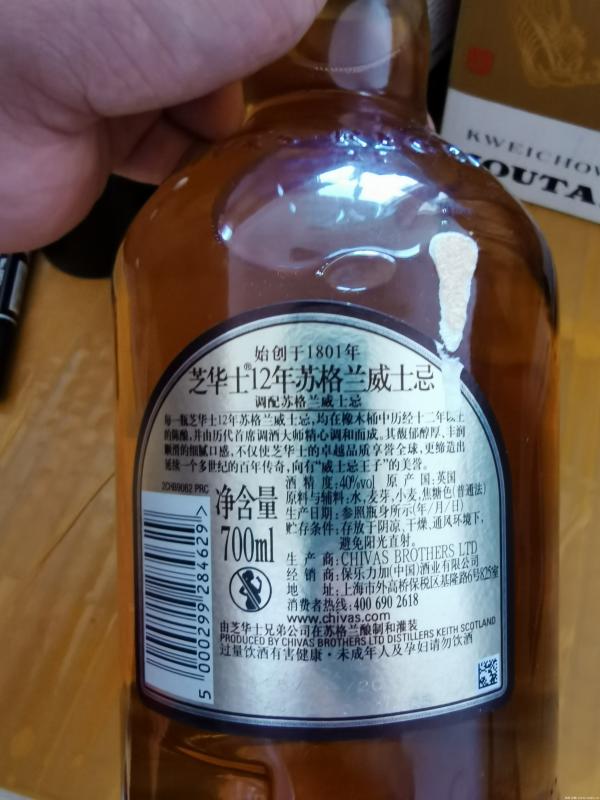 KWEICHOW
MOUTA
始创于1801年
芝华士®12年苏格兰威士忌
调配苏格兰威士忌
每一瓶芝华士12年苏格兰威士忌,均在橡木桶中历经十二年以上
的陈酿,并由历代首席调酒大师精心调和而成。其馥郁醇厚、丰润
顺滑的细腻口感,不仅使芝华士的卓越品质享誉全球,更缔造出
延续一个多世纪的百年传奇,向有“威士忌王子”的美誉。
2CHB9062 PRC
净含量
700ml
酒 精 度:40%vol 原 产 国:英国
原料与辅料:水,麦芽,小麦,焦糖色(普通法)
生产日期:参照瓶身所示(年/月/日)
贮存条件:存放于阴凉,干燥,通风环境下,
避免阳光直射。
生 产 商:CHIVAS BROTHERS LTD
经 销 商:保乐力加(中国)酒业有限公司
地 址:上海市外高桥保税区基隆路6号825室
消费者热线:400 690 2618
www.chivas.com
由芝华士兄弟公司在苏格兰酿制和灌装
PRODUCED BY CHIVAS BROTHERS LTD DISTILLERS KEITH SCOTLAND
过量饮酒有害健康·未成年人及孕妇请勿饮酒
5 000299 284629 >